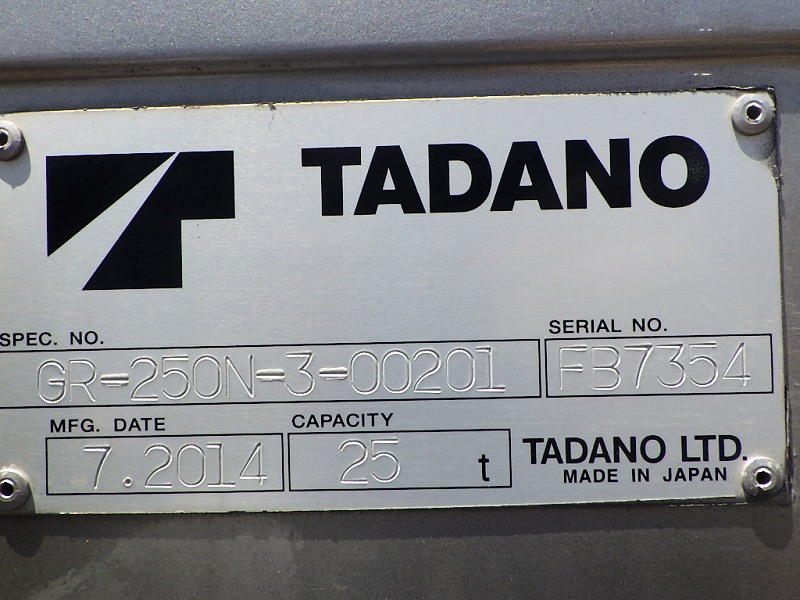 TADANO
SPEC. NO.
GR-250N-3-00201
SERIAL NO.
FB7354
MFG. DATE
7.2014
CAPACITY
25 t
TADANO LTD.
MADE IN JAPAN